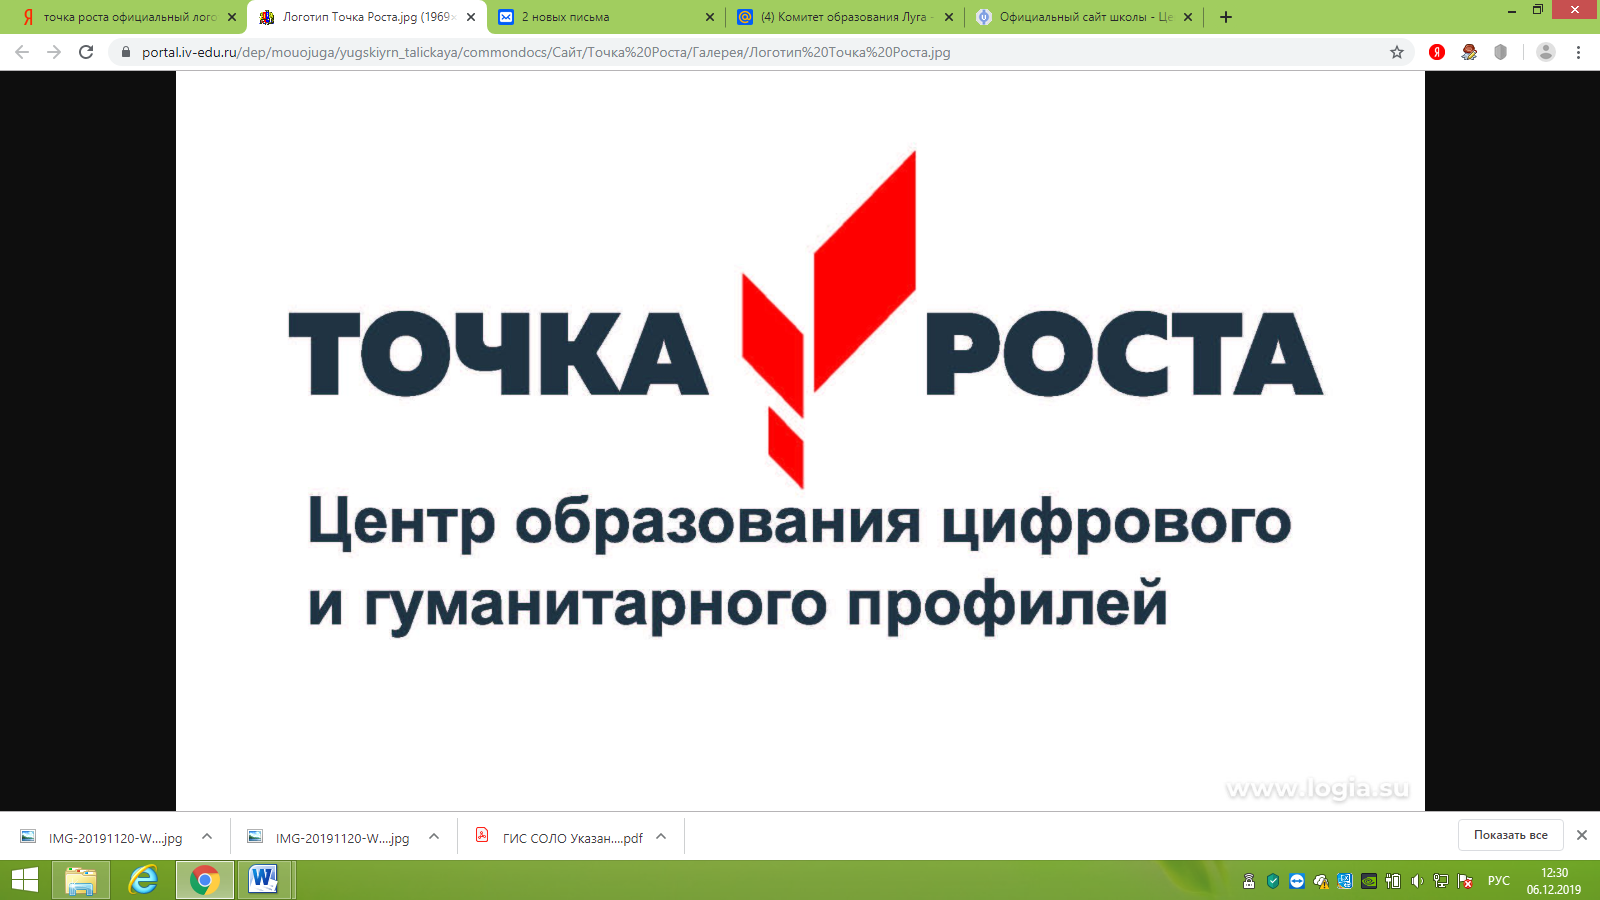 точка роста официальный лого
Логотип Точка Роста.jpg (1969×
2 новых письма
(4) Комитет образования Луга -
Официальный сайт школы - Це
portal.iv-edu.ru/dep/mouojuga/yugskiyrn_talickaya/commondocs/Сайт/Точка%20Роста/Галерея/Логотип%20Точка%20Роста.jpg
ТОЧКА РОСТА
Центр образования цифрового
и гуманитарного профилей
www.logia.su
IMG-20191120-W....jpg
IMG-20191120-W....jpg
ГИС СОЛО Указан....pdf
Показать все
РУС
12:30
06.12.2019